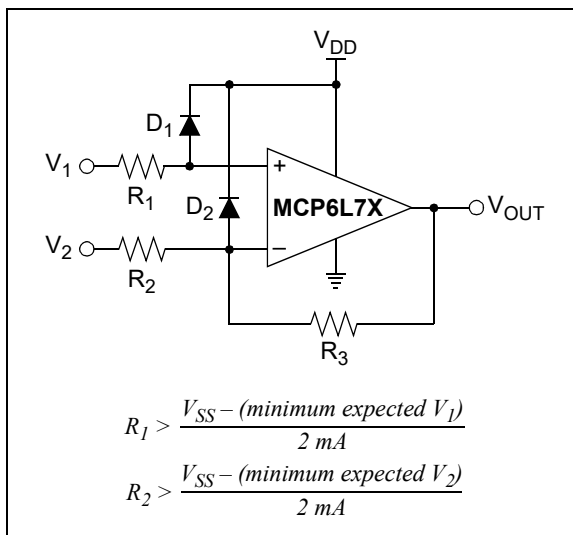 V_DD
D_1
V_1
R_1
+
MCP6L7X
V_OUT
D_2
V_2
R_2
−
R_3
R_1 > V_SS – (minimum expected V_1) / 2 mA
R_2 > V_SS – (minimum expected V_2) / 2 mA